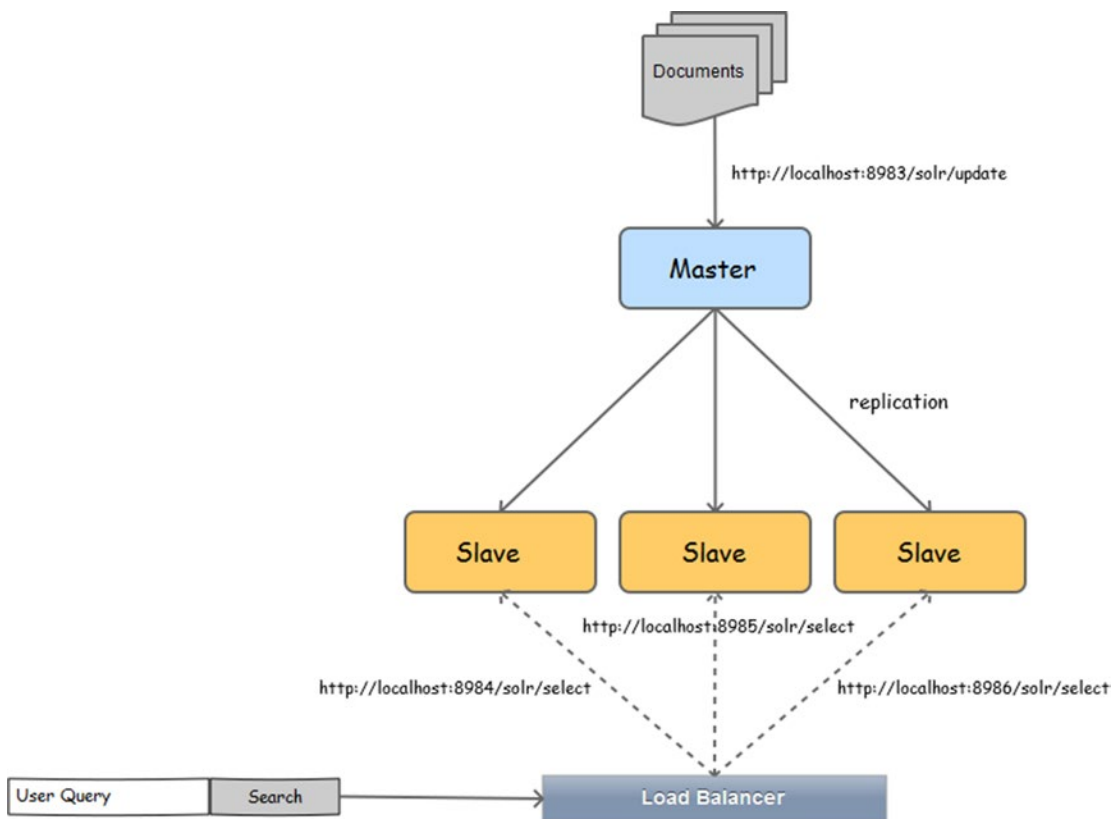 Documents
http://localhost:8983/solr/update
Master
replication
Slave
Slave
Slave
http://localhost:8985/solr/select
http://localhost:8984/solr/select
http://localhost:8986/solr/select
User Query
Search
Load Balancer